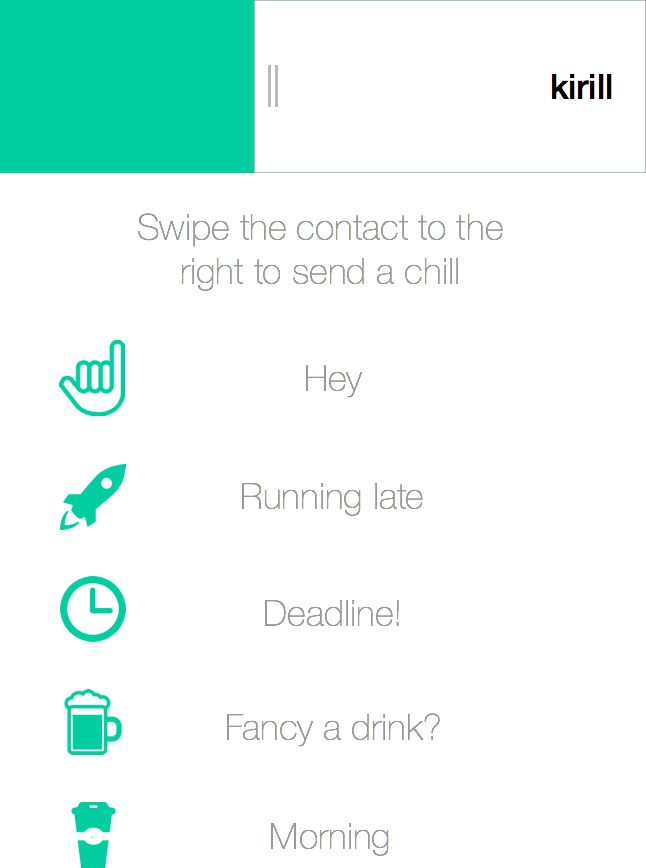 kirill
Swipe the contact to the
right to send a chill
Hey
Running late
Deadline!
Fancy a drink?
Morning